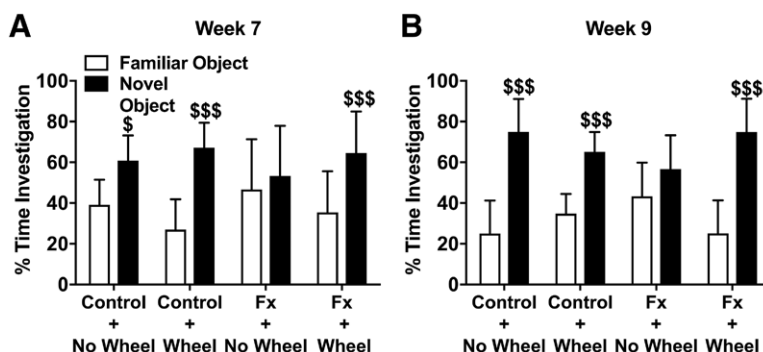 A
Week 7
Familiar Object
Novel
Object
% Time Investigation
100
80
60
40
20
0
$
$$$
$$$
Control Control Fx Fx
+ + + +
No Wheel Wheel No Wheel Wheel
B
Week 9
% Time Investigation
100
80
60
40
20
0
$$$
$$$
$$$
Control Control Fx Fx
+ + + +
No Wheel Wheel No Wheel Wheel